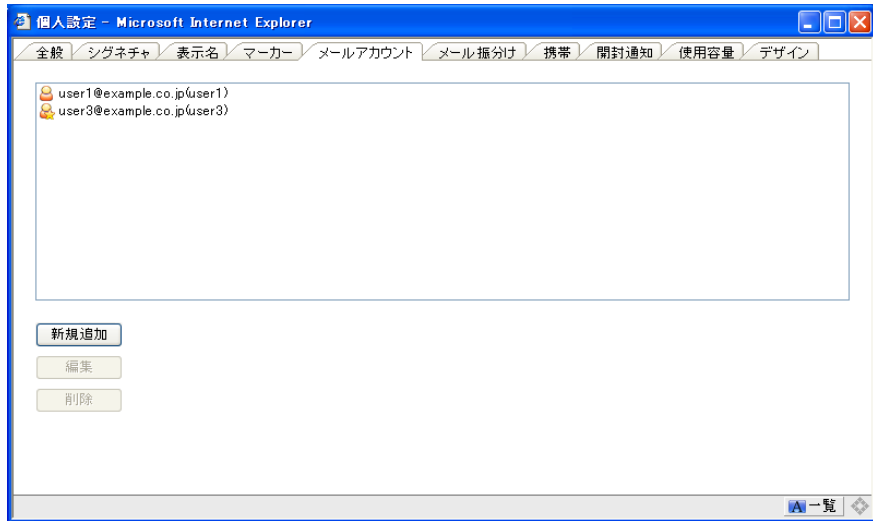 個人設定 - Microsoft Internet Explorer
全般 シグネチャ 表示名 マーカー メールアカウント メール振分け 携帯 開封通知 使用容量 デザイン
user1@example.co.jp(user1)
user3@example.co.jp(user3)
新規追加
編集
削除
A 一覧